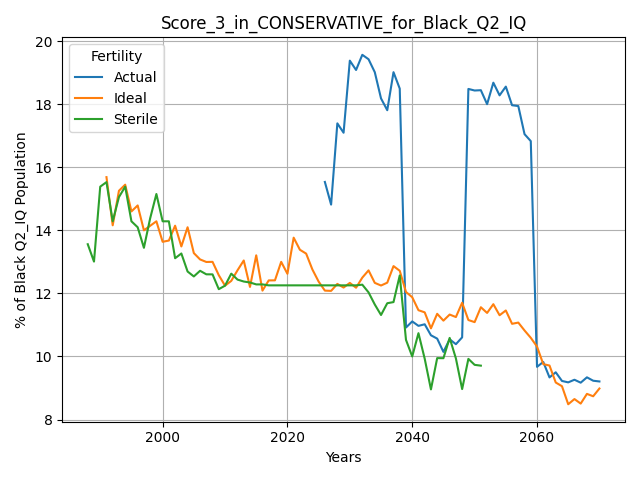 Score_3_in_CONSERVATIVE_for_Black_Q2_IQ
Fertility
Actual
Ideal
Sterile
% of Black Q2_IQ Population
20
18
16
14
12
10
8
2000 2020 2040 2060
Years